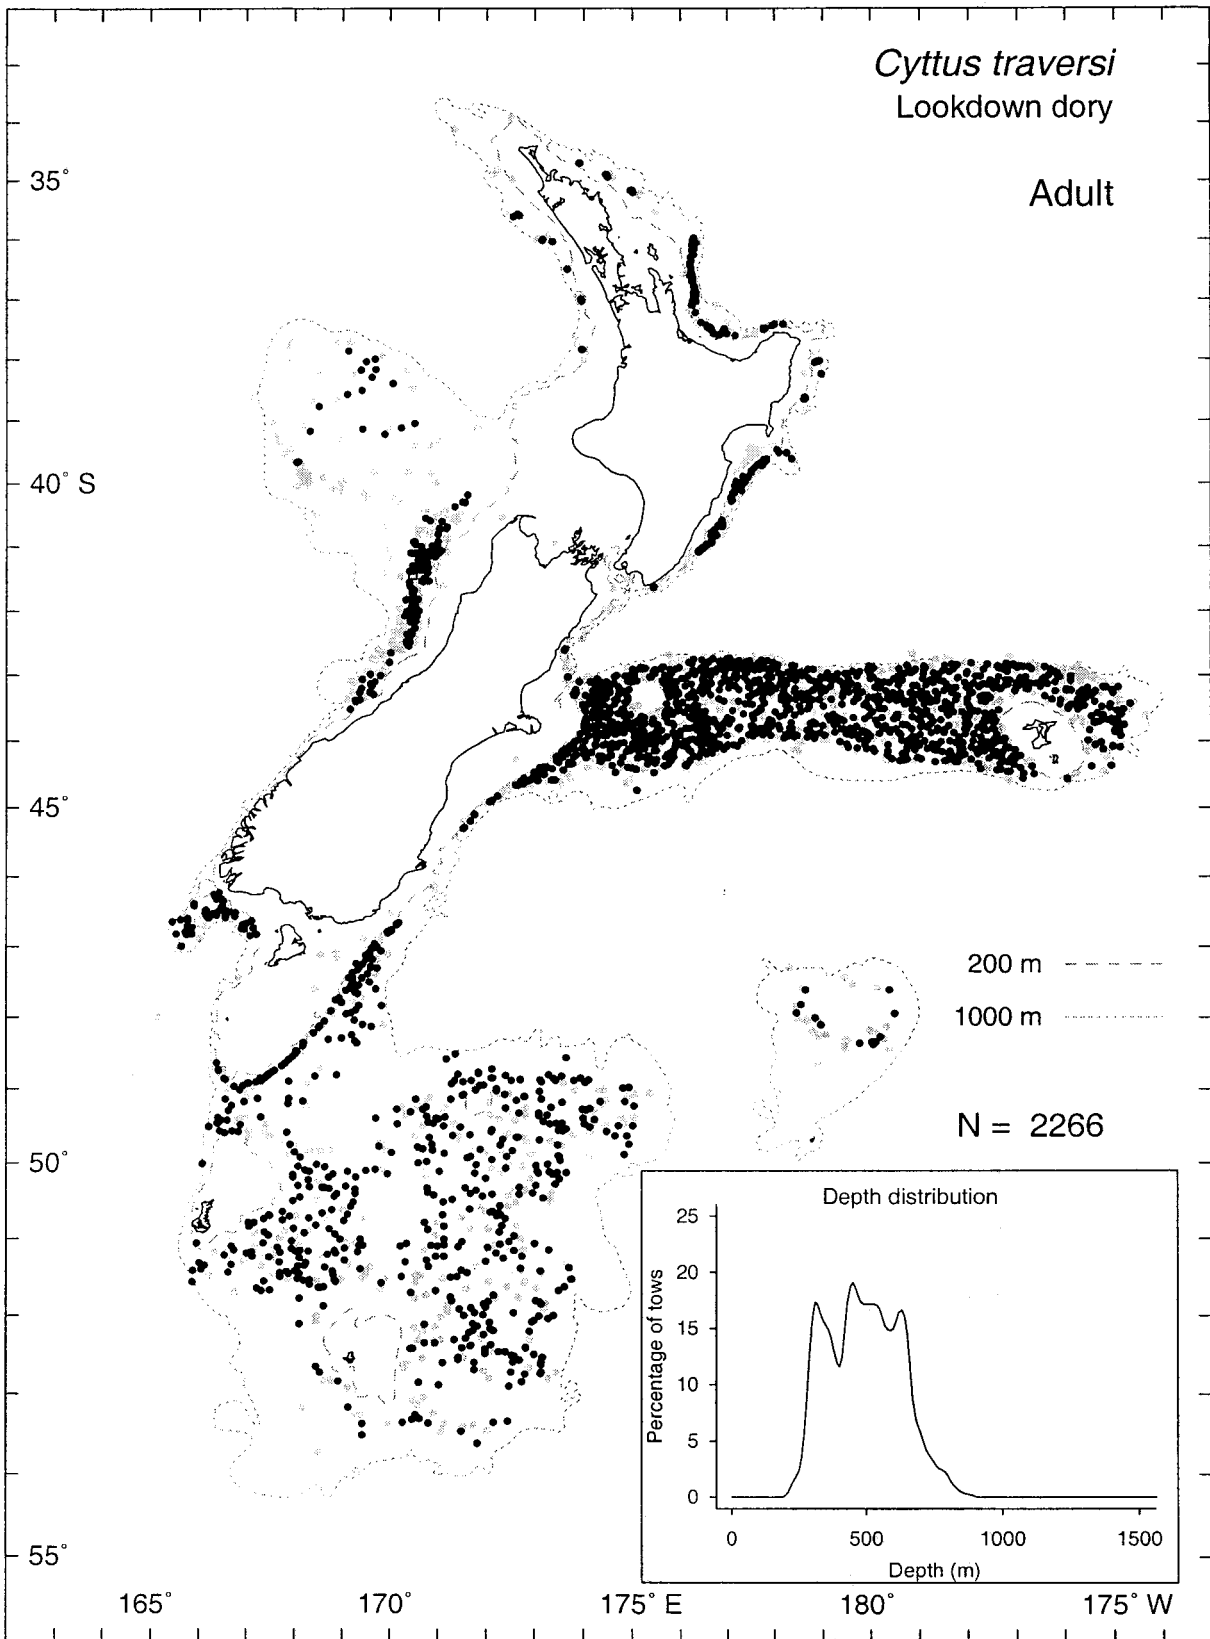 Cyttus traversi
Lookdown dory
Adult
35°
40° S
45°
50°
55°
200 m
1000 m
N = 2266
Depth distribution
Percentage of tows
25
20
15
10
5
0
0 500 1000 1500
Depth (m)
165° 170° 175° E 180° 175° W